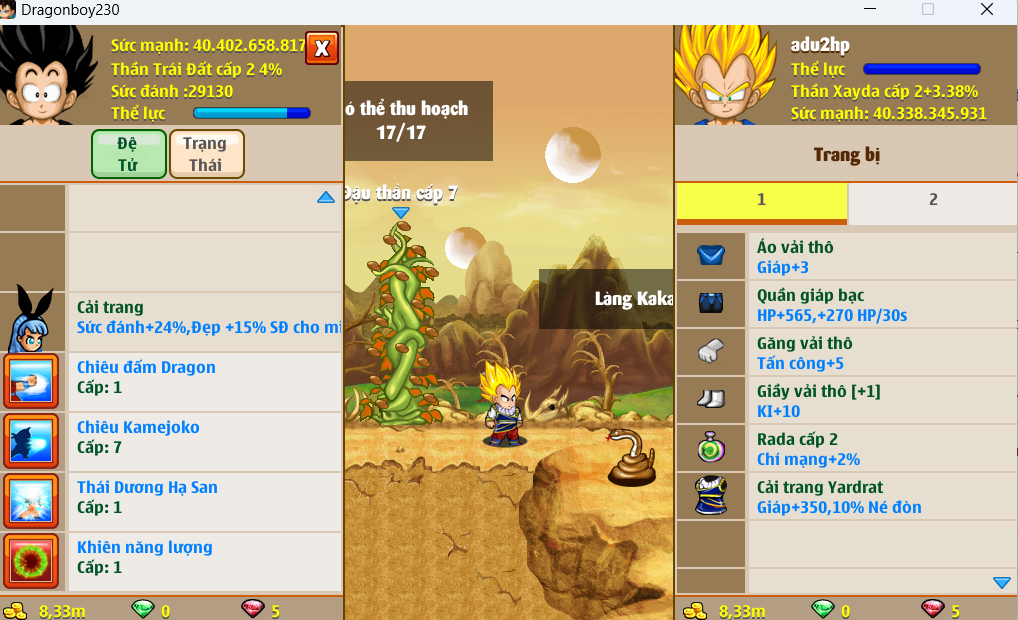 Dragonboy230
Sức mạnh: 40.402.658.817
X
Thần Trái Đất cấp 2 4%
Sức đánh :29130
Thể lực
Đệ
Tử
Trạng
Thái
Cải trang
Sức đánh+24%,Đẹp +15% SĐ cho mì
Chiêu đấm Dragon
Cấp: 1
Chiêu Kamejoko
Cấp: 7
Thái Dương Hạ San
Cấp: 1
Khiên năng lượng
Cấp: 1
8,33m
0
5
ó thể thu hoạch
17/17
Đậu thần cấp 7
Làng Kaka
adu2hp
Thể lực
Thần Xayda cấp 2+3.38%
Sức mạnh: 40.338.345.931
Trang bị
1
2
Áo vải thô
Giáp+3
Quần giáp bạc
HP+565,+270 HP/30s
Găng vải thô
Tấn công+5
Giầy vải thô [+1]
KI+10
Rada cấp 2
Chí mạng+2%
Cải trang Yardrat
Giáp+350,10% Né đòn
8,33m
0
5